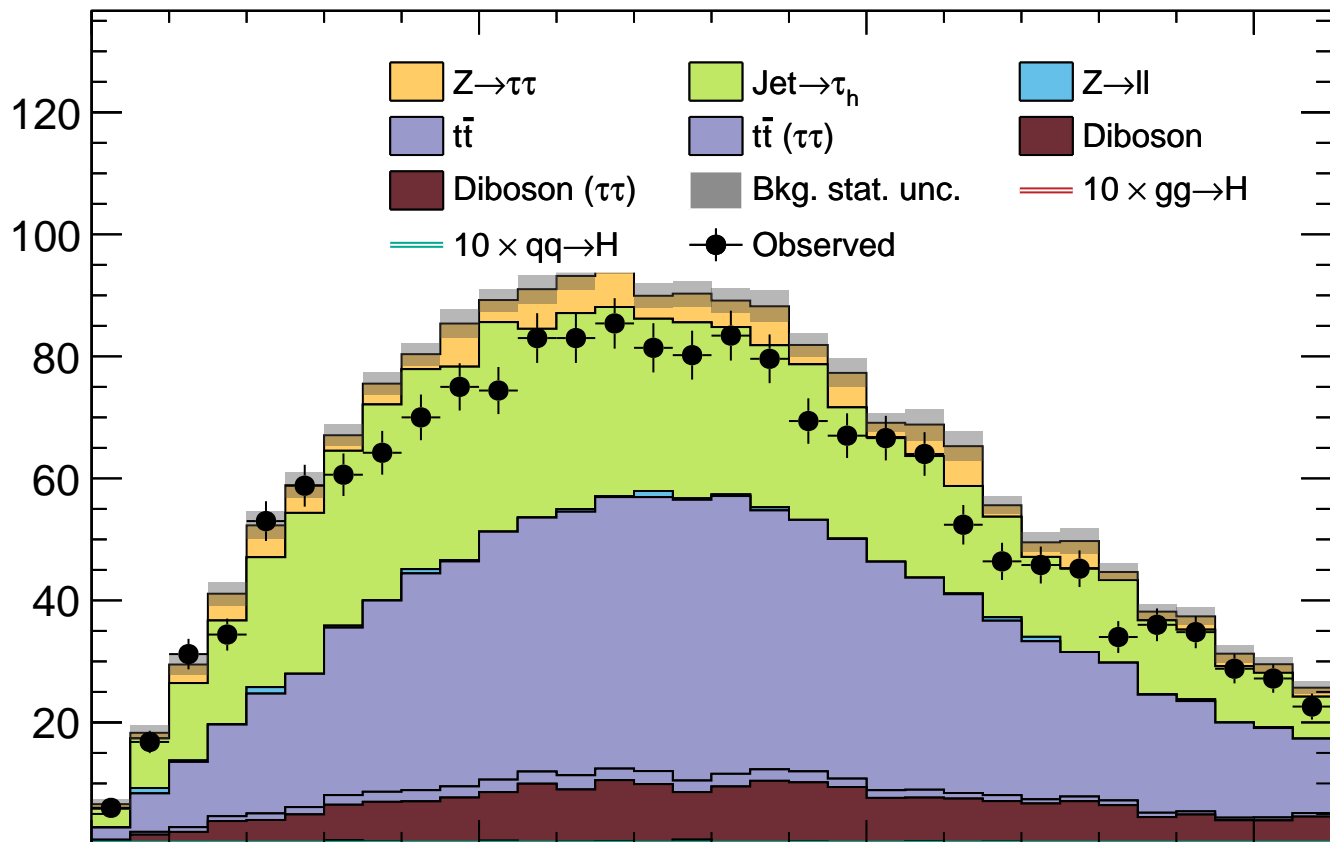 Z→ττ Jet→τh Z→ll
120
tt̄ tt̄ (ττ) Diboson
Diboson (ττ) Bkg. stat. unc. 10 × gg→H
100
10 × qq→H Observed
80
60
40
20